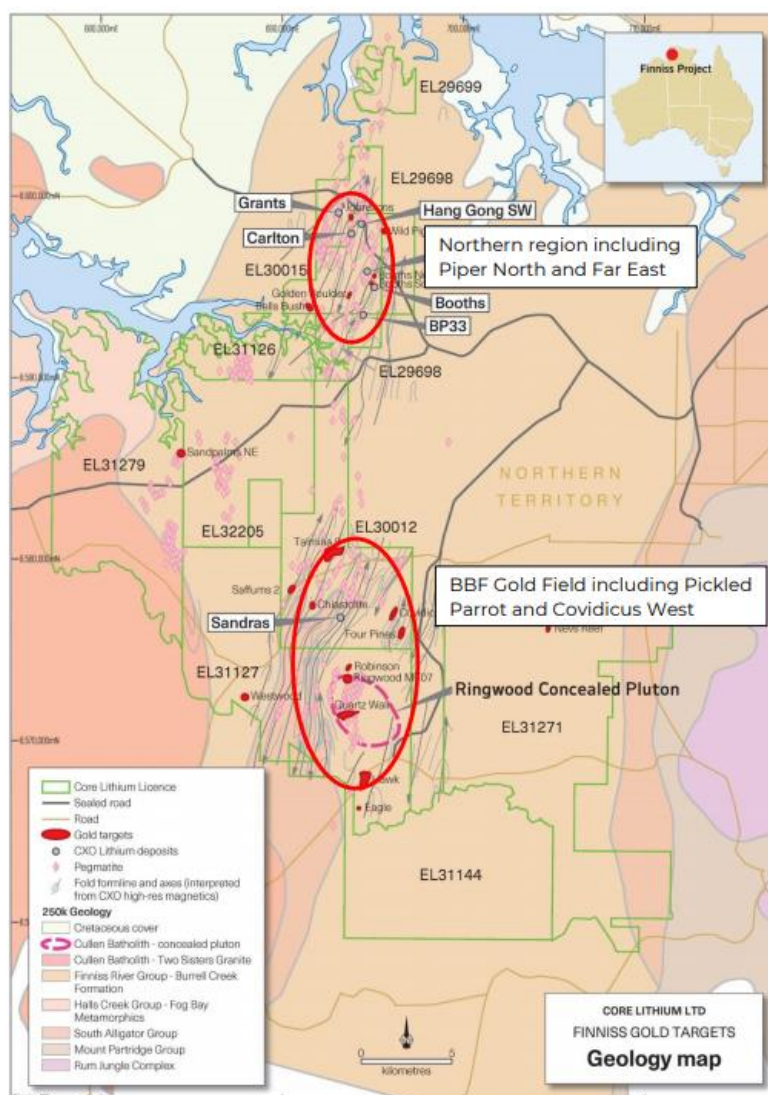 700,000mE
Finniss Project
EL29699
EL29698
Grants
Hang Gong SW
Carlton
Northern region including
Piper North and Far East
EL30015
Booths
BP33
EL31126
EL29698
Sandpalms NE
EL31279
NORTHERN
TERRITORY
EL32205
EL30012
Saffums 2
Chiastolite
BBF Gold Field including Pickled
Parrot and Covidicus West
Sandras
Four Pines
Nevs Reef
Robinson
EL31127
Westwood
Ringwood Concealed Pluton
EL31271
Eagle
EL31144
Core Lithium Licence
Sealed road
Road
Gold targets
CXO Lithium deposits
Pegmatite
Fold formline and axes (interpreted
from CXO high-res magnetics)
250k Geology
Cretaceous cover
Cullen Batholith - concealed pluton
Cullen Batholith - Two Sisters Granite
Finniss River Group - Burrell Creek
Formation
Halls Creek Group - Fog Bay
Metamorphics
South Alligator Group
Mount Partridge Group
Rum Jungle Complex
0 5
kilometres
CORE LITHIUM LTD
FINNISS GOLD TARGETS
Geology map